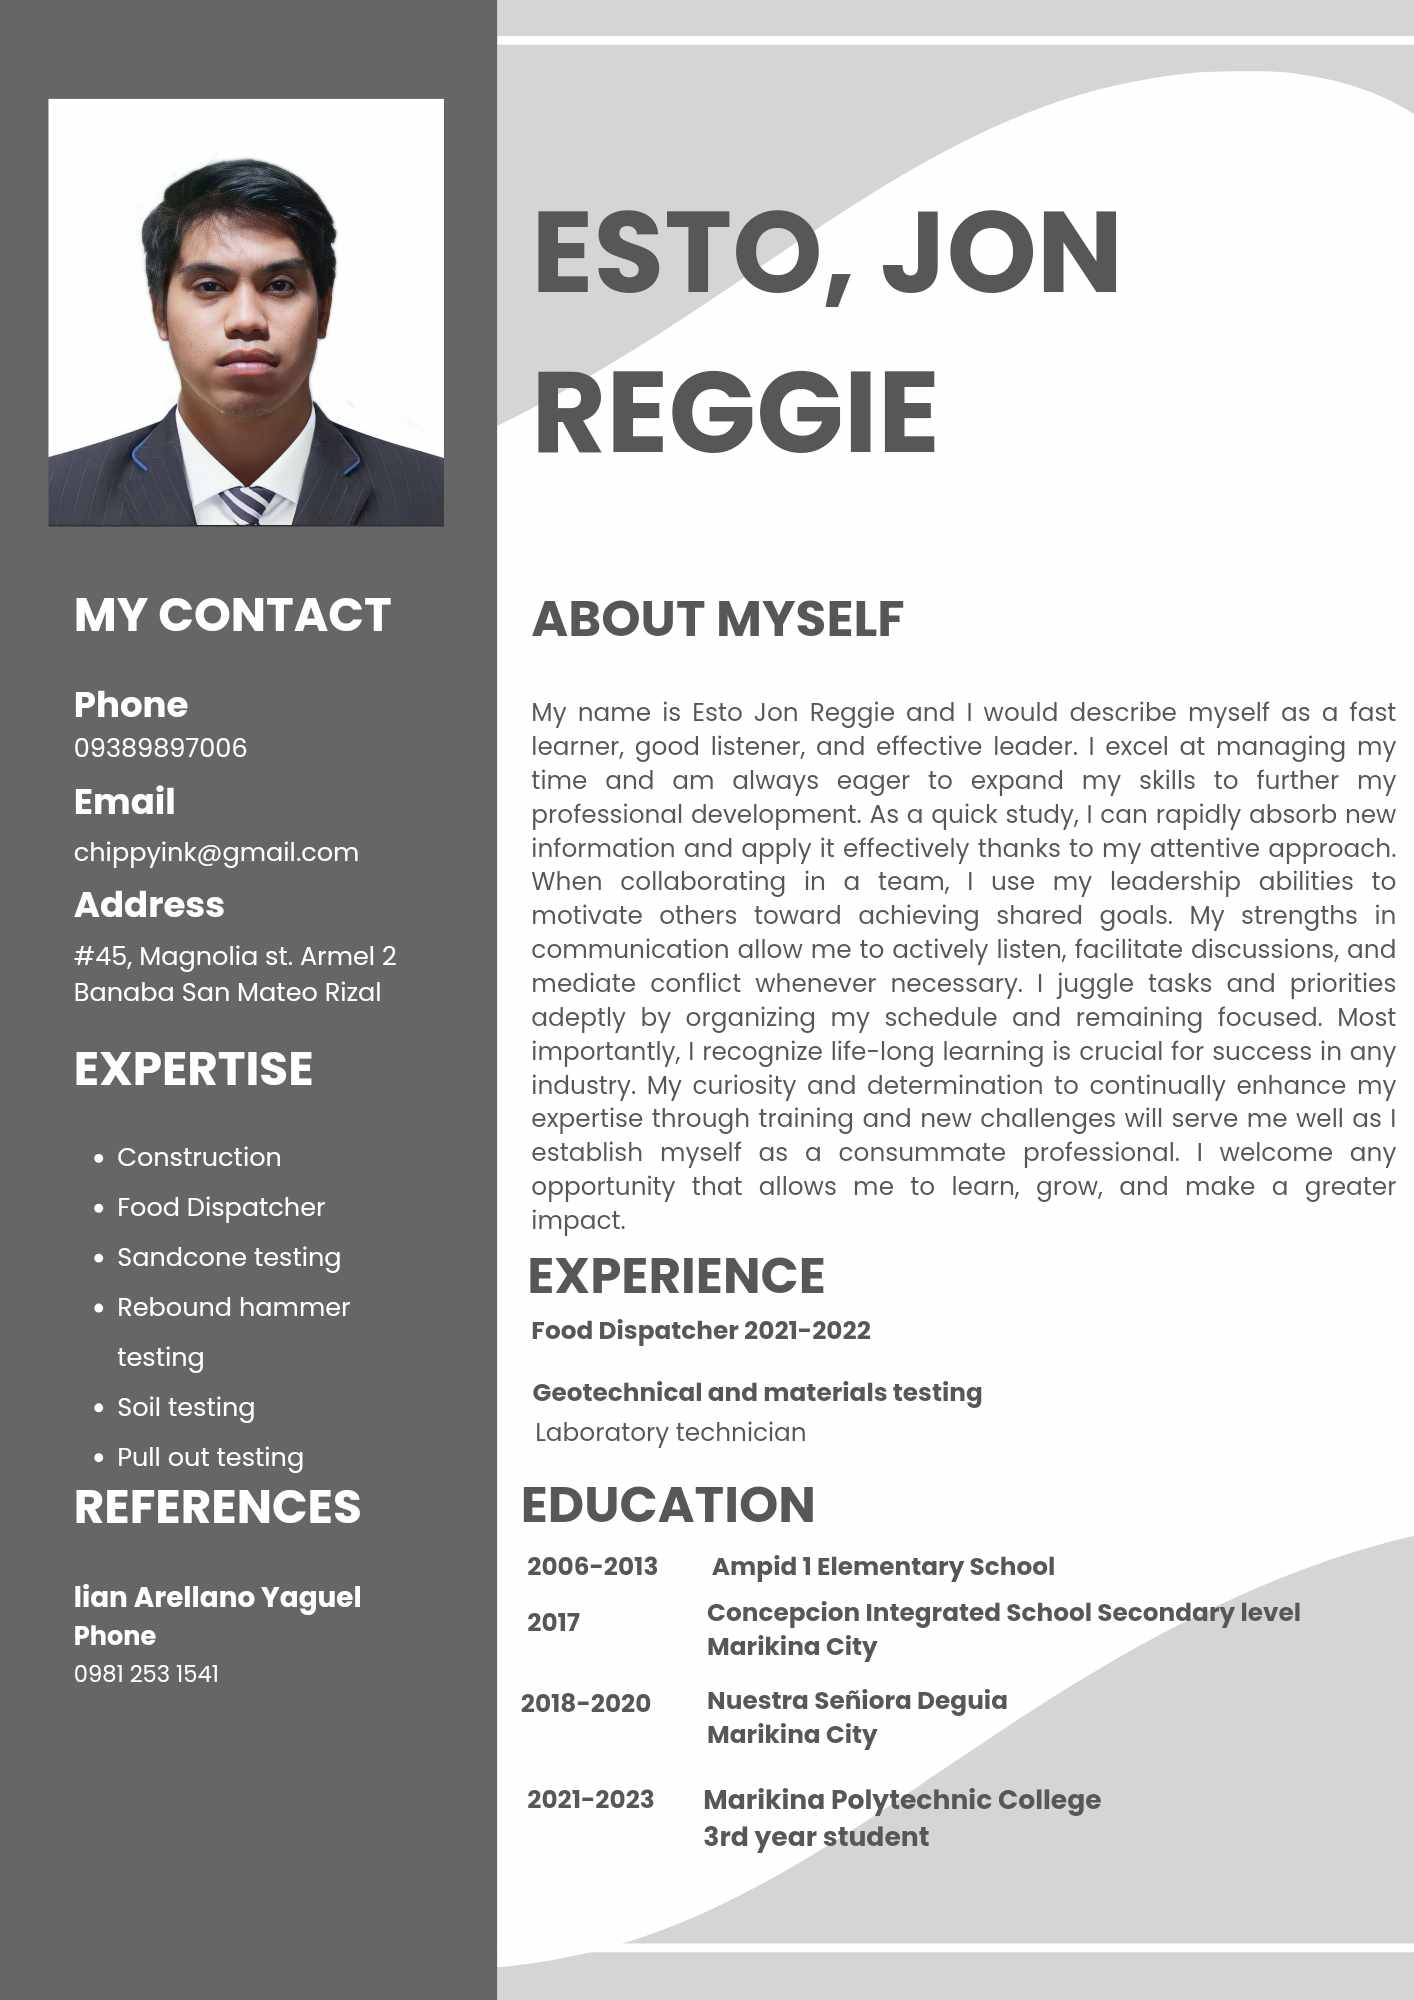 ESTO, JON
REGGIE
MY CONTACT
Phone
09389897006
Email
chippyink@gmail.com
Address
#45, Magnolia st. Armel 2
Banaba San Mateo Rizal
EXPERTISE
• Construction
• Food Dispatcher
• Sandcone testing
• Rebound hammer
testing
• Soil testing
• Pull out testing
REFERENCES
lian Arellano Yaguel
Phone
0981 253 1541
ABOUT MYSELF
My name is Esto Jon Reggie and I would describe myself as a fast
learner, good listener, and effective leader. I excel at managing my
time and am always eager to expand my skills to further my
professional development. As a quick study, I can rapidly absorb new
information and apply it effectively thanks to my attentive approach.
When collaborating in a team, I use my leadership abilities to
motivate others toward achieving shared goals. My strengths in
communication allow me to actively listen, facilitate discussions, and
mediate conflict whenever necessary. I juggle tasks and priorities
adeptly by organizing my schedule and remaining focused. Most
importantly, I recognize life-long learning is crucial for success in any
industry. My curiosity and determination to continually enhance my
expertise through training and new challenges will serve me well as I
establish myself as a consummate professional. I welcome any
opportunity that allows me to learn, grow, and make a greater
impact.
EXPERIENCE
Food Dispatcher 2021-2022
Geotechnical and materials testing
Laboratory technician
EDUCATION
2006-2013 Ampid 1 Elementary School
2017 Concepcion Integrated School Secondary level
Marikina City
2018-2020 Nuestra Señiora Deguia
Marikina City
2021-2023 Marikina Polytechnic College
3rd year student